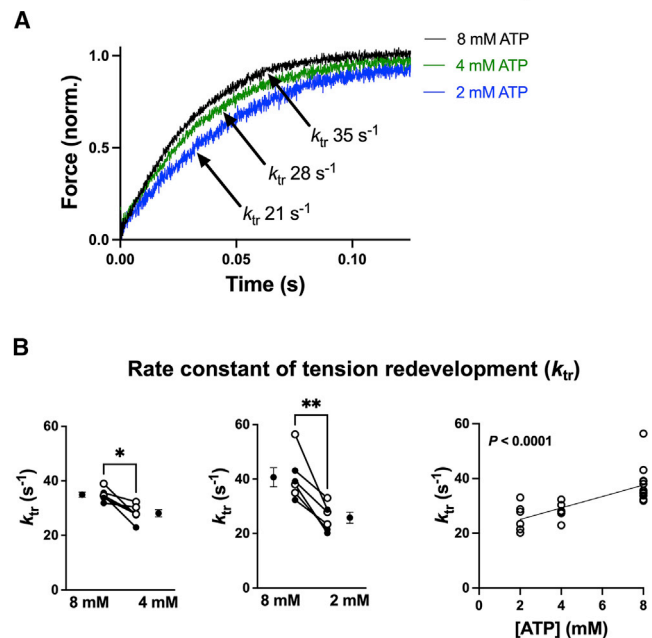 A
8 mM ATP
4 mM ATP
2 mM ATP
Force (norm.)
1.0
0.5
0.0
ktr 35 s-1
ktr 28 s-1
ktr 21 s-1
0.00 0.05 0.10
Time (s)
B
Rate constant of tension redevelopment (ktr)
ktr (s-1)
60
40
20
0
*
8 mM 4 mM
ktr (s-1)
60
40
20
0
**
8 mM 2 mM
ktr (s-1)
60
40
20
0
P < 0.0001
0 2 4 6 8
[ATP] (mM)